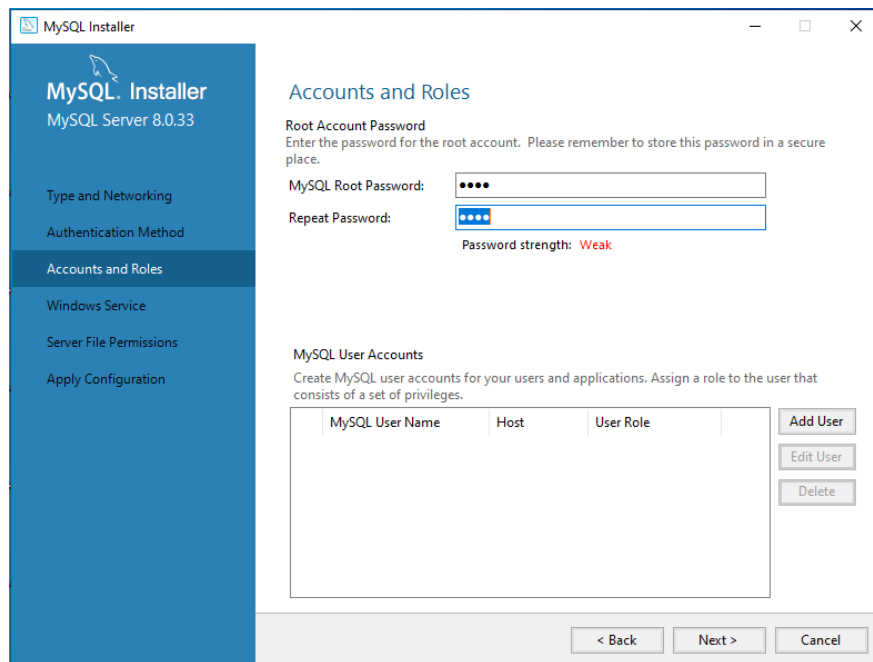 MySQL Installer
MySQL. Installer
MySQL Server 8.0.33
Type and Networking
Authentication Method
Accounts and Roles
Windows Service
Server File Permissions
Apply Configuration
Accounts and Roles
Root Account Password
Enter the password for the root account. Please remember to store this password in a secure
place.
MySQL Root Password: ●●●●
Repeat Password: ●●●●
Password strength: Weak
MySQL User Accounts
Create MySQL user accounts for your users and applications. Assign a role to the user that
consists of a set of privileges.
MySQL User Name Host User Role
Add User
Edit User
Delete
< Back Next > Cancel